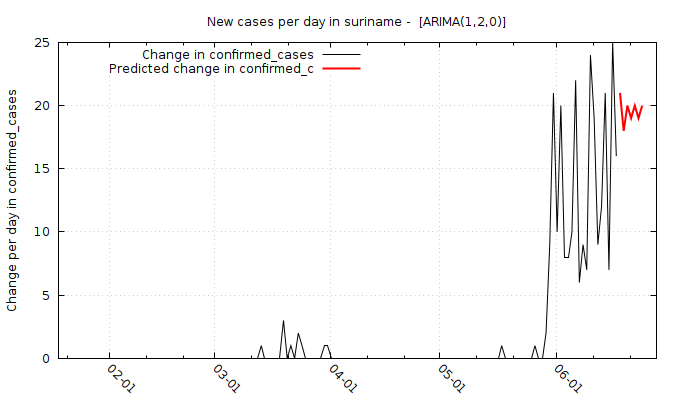 New cases per day in suriname -  [ARIMA(1,2,0)]
Change in confirmed_cases
Predicted change in confirmed_c
Change per day in confirmed_cases
25
20
15
10
5
0
02-01
03-01
04-01
05-01
06-01